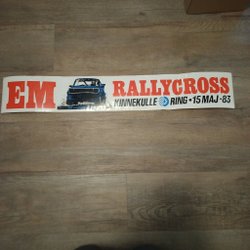 EM RALLYCROSS
KINNEKULLE RING • 15 MAJ - 83